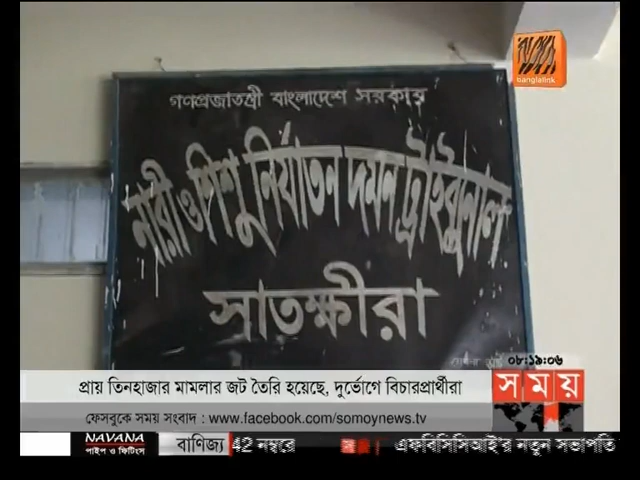 বাংলালিংক
banglalink
গণপ্রজাতন্ত্রী বাংলাদেশ সরকার
নারী ও শিশু নির্যাতন দমন ট্রাইবুনাল
সাতক্ষীরা
০৮:১৯:০৬
প্রায় তিনহাজার মামলার জট তৈরি হয়েছে, দুর্ভোগে বিচারপ্রার্থীরা
সময়
ফেসবুকে সময় সংবাদ : www.facebook.com/somoynews.tv
NAVANA
পাইপ ও ফিটিংস
বাণিজ্য
42 নম্বরে
এফবিসিসিআই'র নতুন সভাপতি